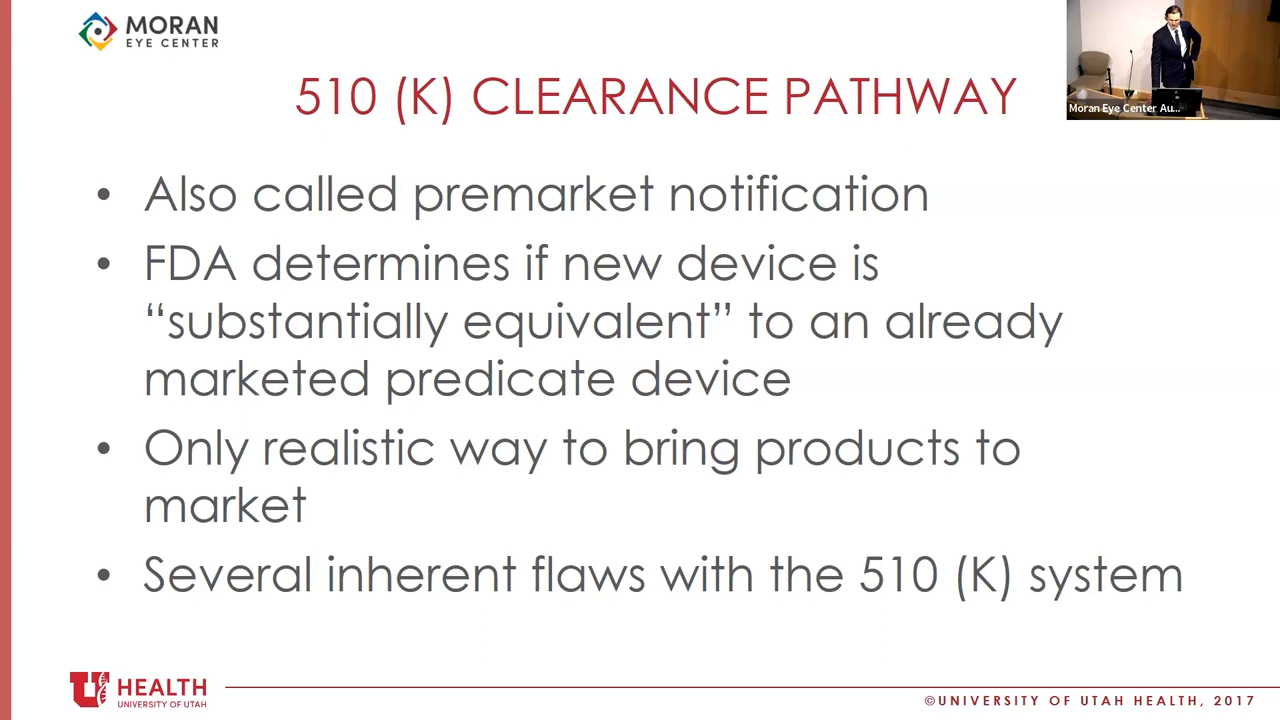 MORAN
EYE CENTER
Moran Eye Center Au...
510 (K) CLEARANCE PATHWAY
• Also called premarket notification
• FDA determines if new device is
“substantially equivalent” to an already
marketed predicate device
• Only realistic way to bring products to
market
• Several inherent flaws with the 510 (K) system
U HEALTH
UNIVERSITY OF UTAH
©UNIVERSITY OF UTAH HEALTH, 2017